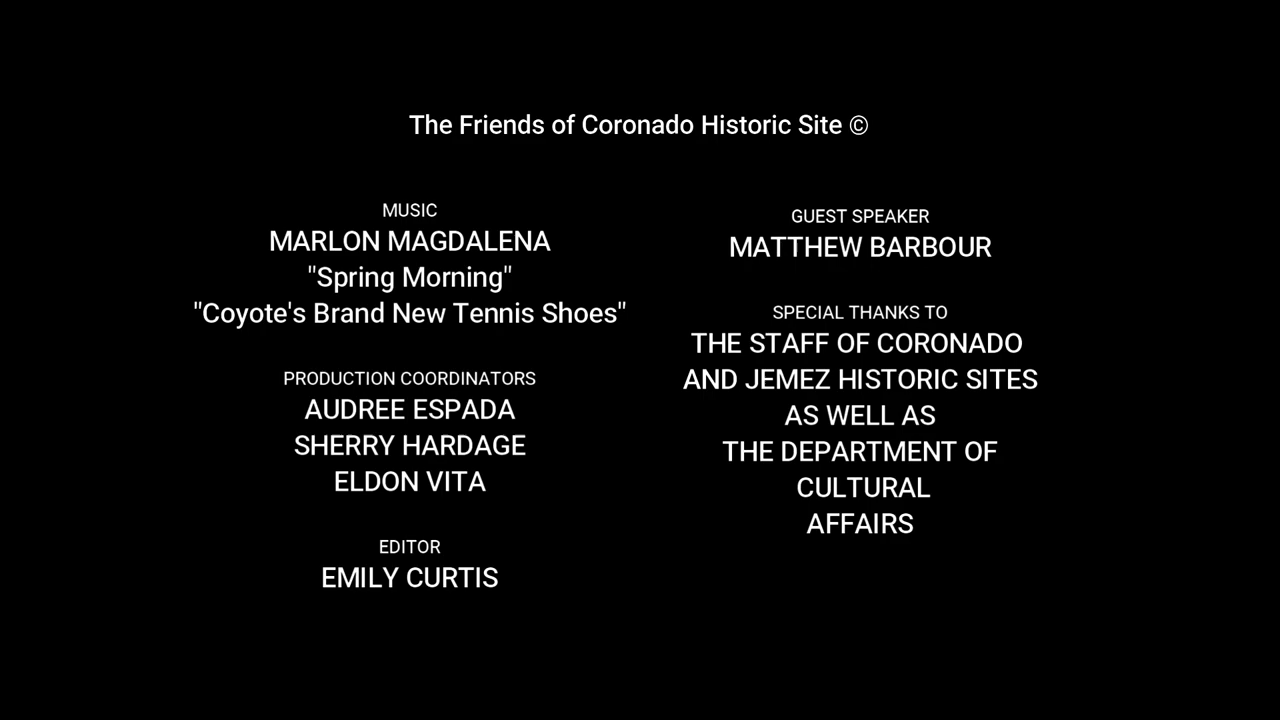 The Friends of Coronado Historic Site ©
MUSIC
MARLON MAGDALENA
"Spring Morning"
"Coyote's Brand New Tennis Shoes"
PRODUCTION COORDINATORS
AUDREE ESPADA
SHERRY HARDAGE
ELDON VITA
EDITOR
EMILY CURTIS
GUEST SPEAKER
MATTHEW BARBOUR
SPECIAL THANKS TO
THE STAFF OF CORONADO
AND JEMEZ HISTORIC SITES
AS WELL AS
THE DEPARTMENT OF
CULTURAL
AFFAIRS